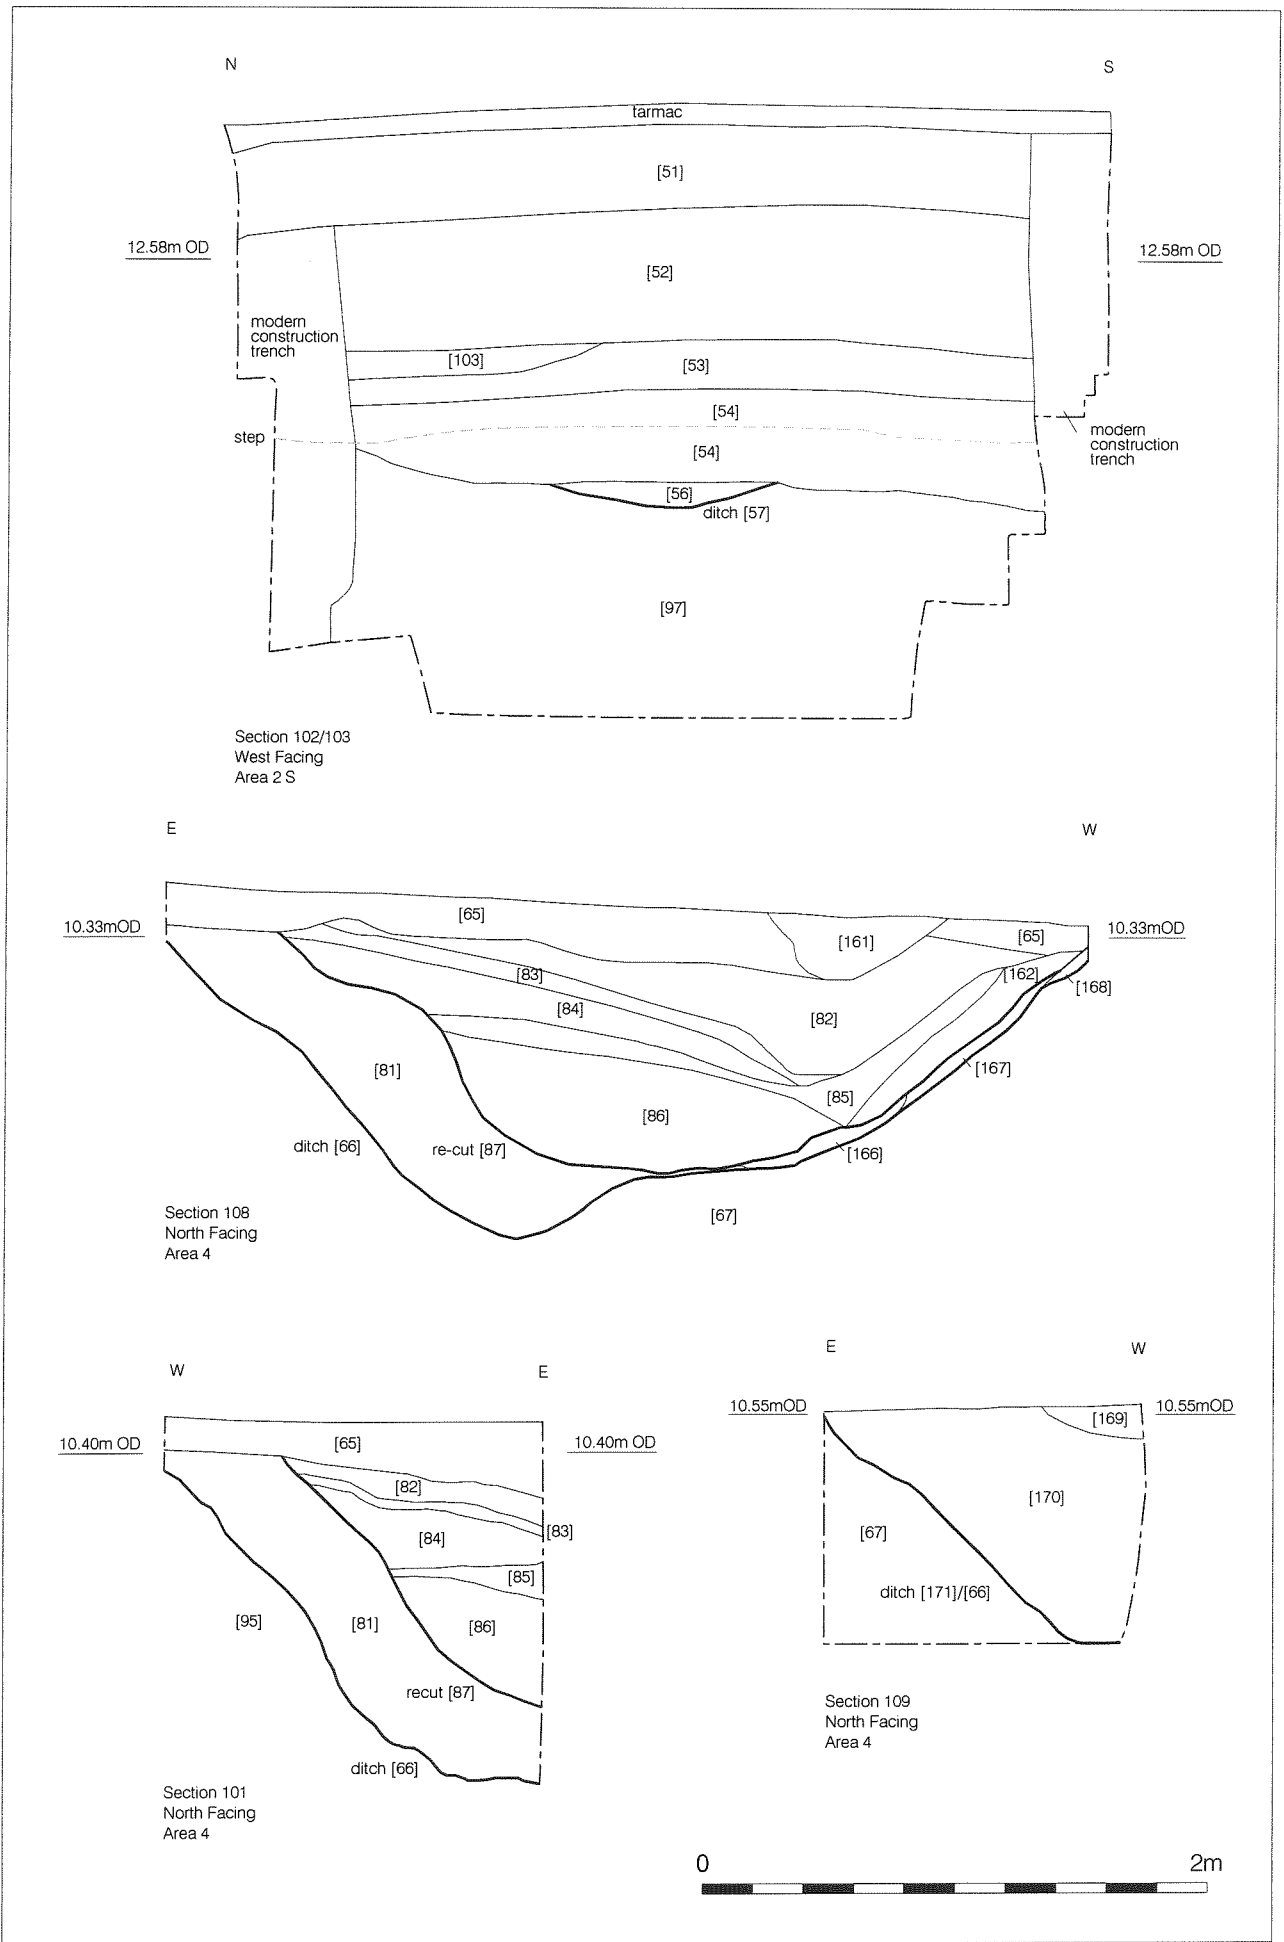 N
S
tarmac
[51]
12.58m OD
12.58m OD
[52]
modern
construction
trench
[103]
[53]
[54]
step
modern
construction
trench
[54]
[56]
ditch [57]
[97]
Section 102/103
West Facing
Area 2 S
E
W
[65]
10.33mOD
10.33mOD
[161]
[65]
[83]
[162]
[168]
[84]
[82]
[81]
[167]
[85]
[86]
ditch [66]
re-cut [87]
[166]
Section 108
North Facing
Area 4
[67]
W
E
E
W
10.55mOD
10.55mOD
[169]
10.40m OD
[65]
10.40m OD
[82]
[83]
[84]
[170]
[85]
[67]
[95]
[81]
[86]
ditch [171]/[66]
recut [87]
Section 109
North Facing
Area 4
ditch [66]
Section 101
North Facing
Area 4
0
2m